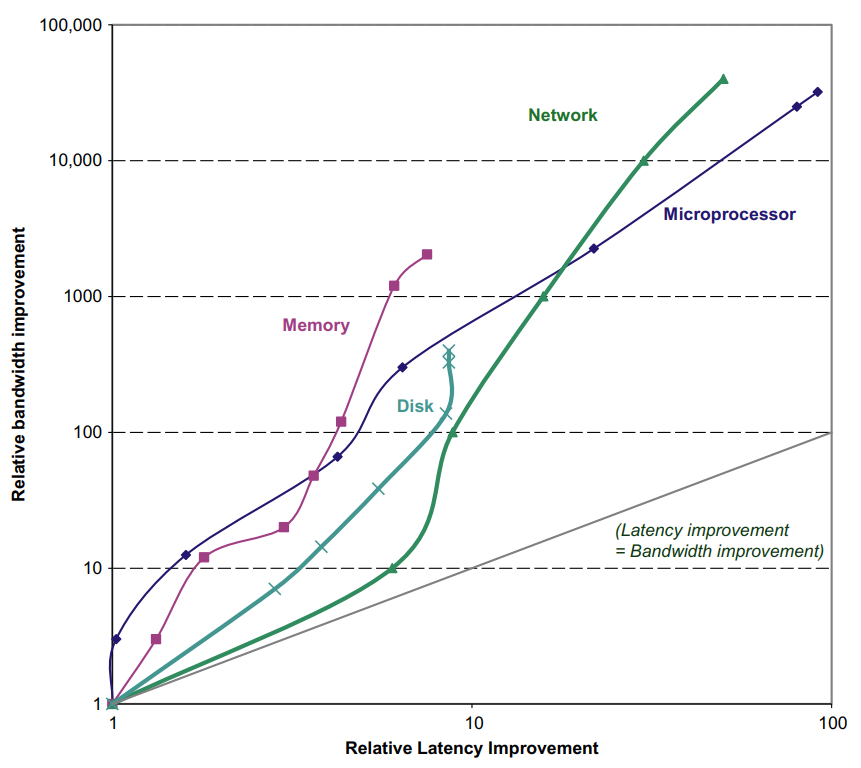 100,000
10,000
1000
100
10
1
Relative bandwidth improvement
Network
Microprocessor
Memory
Disk
(Latency improvement
= Bandwidth improvement)
1
10
100
Relative Latency Improvement